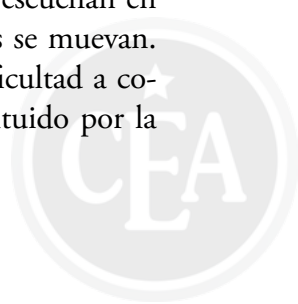 escuchan en
s se muevan.
icultad a co-
tuido por la
CEA